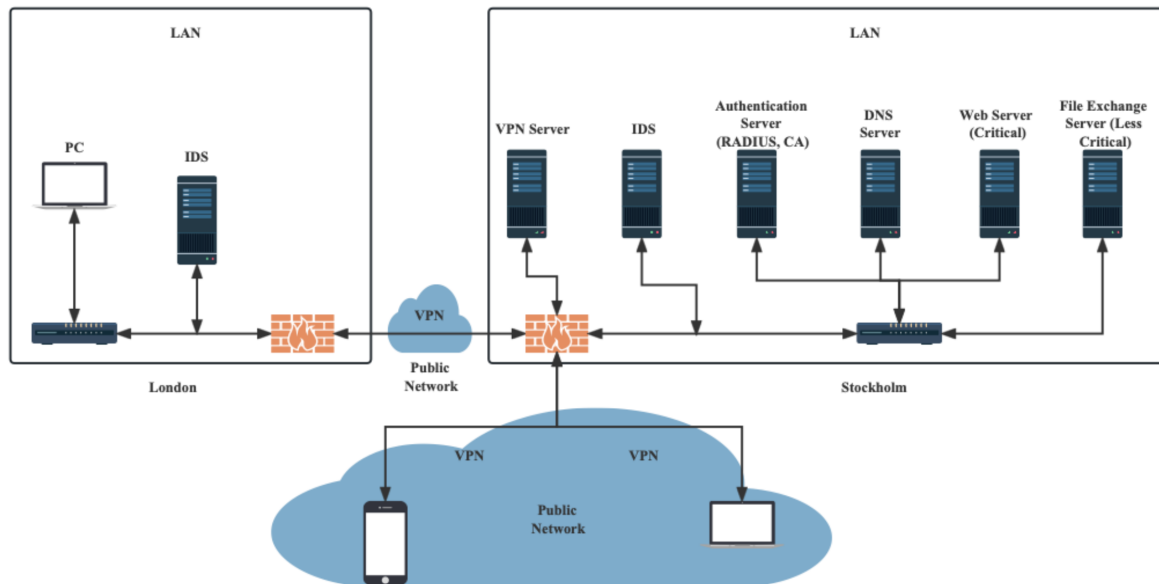 LAN
PC
IDS
London
VPN
Public
Network
LAN
VPN Server
IDS
Authentication
Server
(RADIUS, CA)
DNS
Server
Web Server
(Critical)
File Exchange
Server (Less
Critical)
Stockholm
VPN
VPN
Public
Network